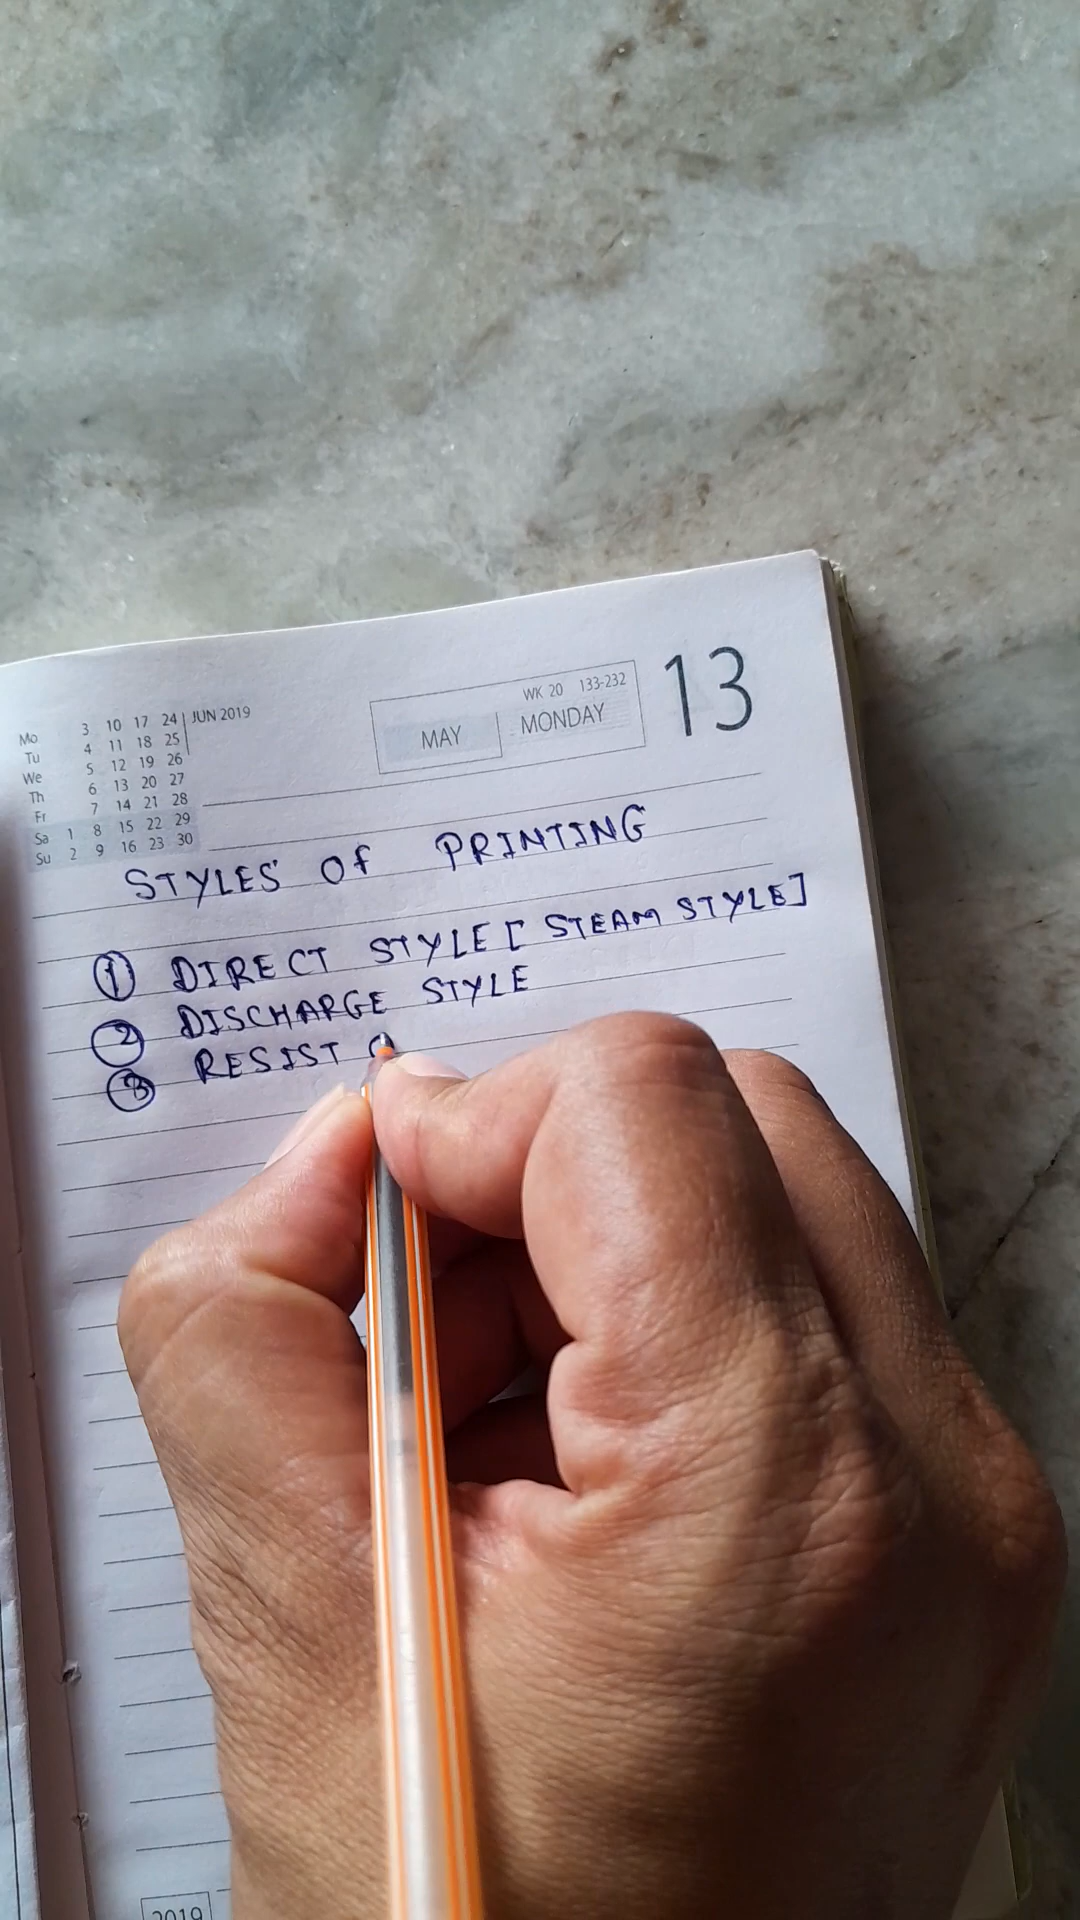 3 10 17 24 JUN 2019
Mo
4 11 18 25
Tu
5 12 19 26
We
6 13 20 27
Th
7 14 21 28
Fr
Sa 1 8 15 22 29
Su 2 9 16 23 30
WK 20 133-232
MAY MONDAY
13
STYLES OF PRINTING
1 DIRECT STYLE [STEAM STYLE]
2 DISCHARGE STYLE
3 RESIST
2019